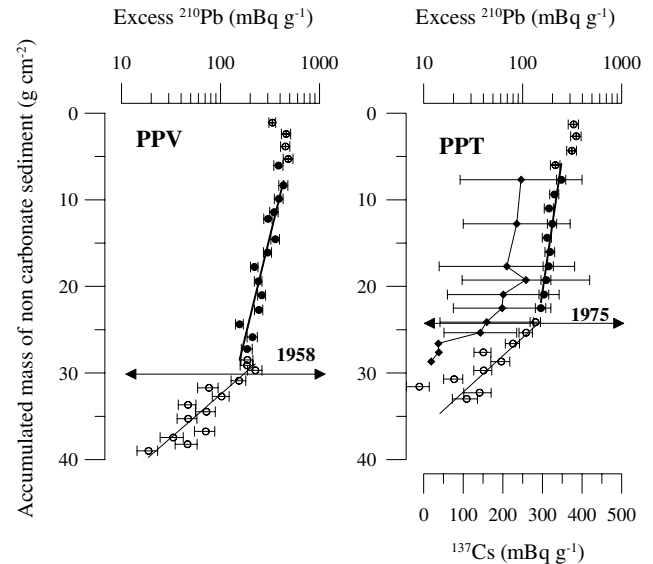 Excess ²¹⁰Pb (mBq g⁻¹)
Excess ²¹⁰Pb (mBq g⁻¹)
10 100 1000
10 100 1000
Accumulated mass of non carbonate sediment (g cm⁻²)
0
10
20
30
40
PPV
1958
0
10
20
30
40
PPT
1975
0 100 200 300 400 500
¹³⁷Cs (mBq g⁻¹)